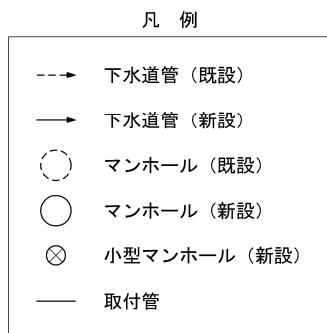 凡 例
下水道管（既設）
下水道管（新設）
マンホール（既設）
マンホール（新設）
小型マンホール（新設）
取付管